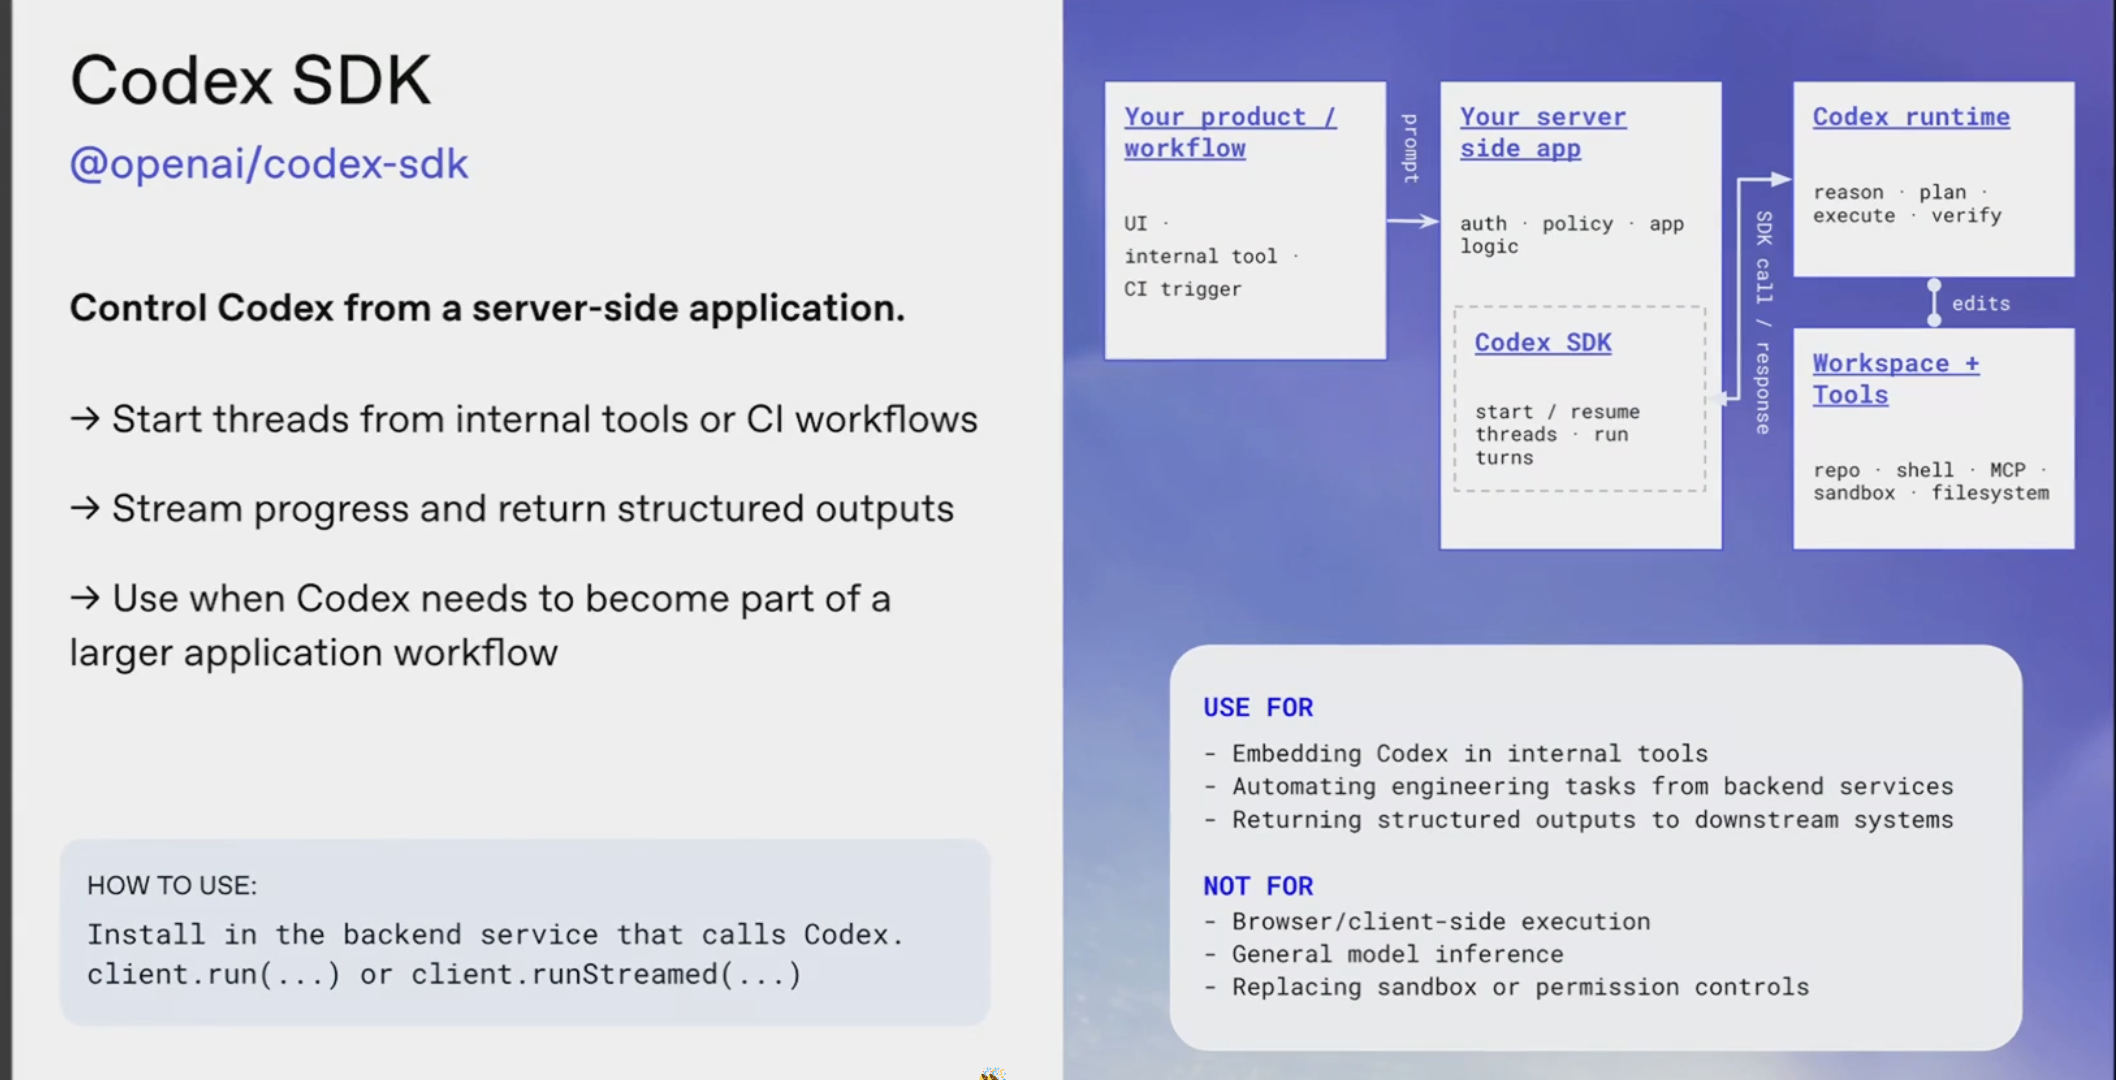 Codex SDK
@openai/codex-sdk
Control Codex from a server-side application.
→ Start threads from internal tools or CI workflows
→ Stream progress and return structured outputs
→ Use when Codex needs to become part of a
larger application workflow
HOW TO USE:
Install in the backend service that calls Codex.
client.run(...) or client.runStreamed(...)
Your product /
workflow
UI ·
internal tool ·
CI trigger
prompt
Your server
side app
auth · policy · app
logic
Codex SDK
start / resume
threads · run
turns
SDK call / response
Codex runtime
reason · plan ·
execute · verify
edits
Workspace +
Tools
repo · shell · MCP ·
sandbox · filesystem
USE FOR
- Embedding Codex in internal tools
- Automating engineering tasks from backend services
- Returning structured outputs to downstream systems
NOT FOR
- Browser/client-side execution
- General model inference
- Replacing sandbox or permission controls